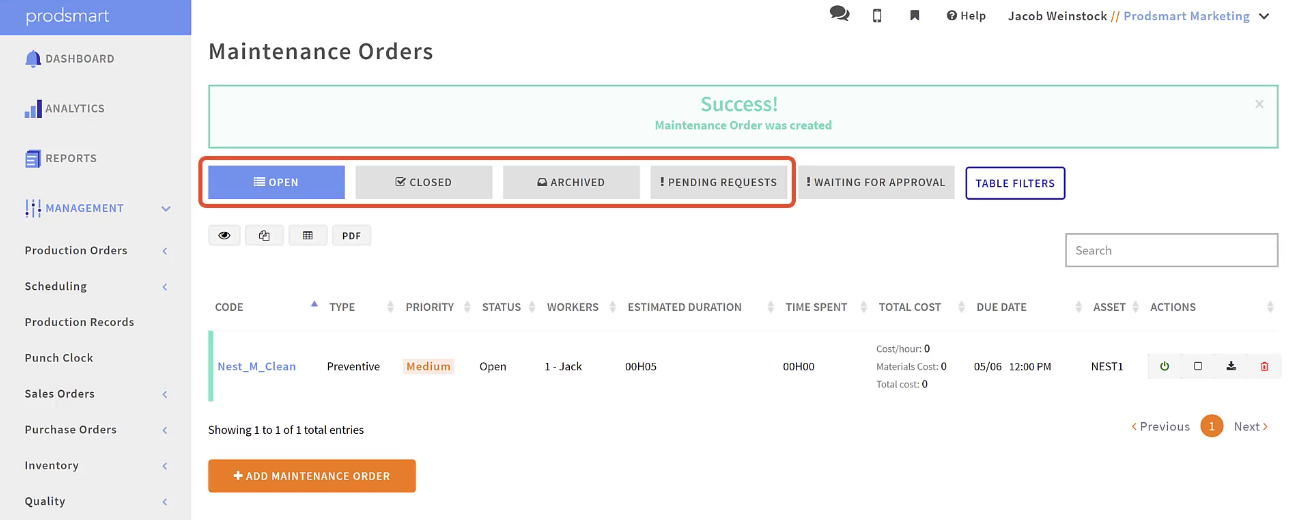 prodsmart
Help Jacob Weinstock // Prodsmart Marketing
DASHBOARD
ANALYTICS
REPORTS
MANAGEMENT
Production Orders
Scheduling
Production Records
Punch Clock
Sales Orders
Purchase Orders
Inventory
Quality
Maintenance Orders
Success!
Maintenance Order was created
×
OPEN CLOSED ARCHIVED ! PENDING REQUESTS ! WAITING FOR APPROVAL TABLE FILTERS
PDF
Search
CODE TYPE PRIORITY STATUS WORKERS ESTIMATED DURATION TIME SPENT TOTAL COST DUE DATE ASSET ACTIONS
Nest_M_Clean Preventive Medium Open 1 - Jack 00H05 00H00
Cost/hour: 0
Materials Cost: 0
Total cost: 0
05/06 12:00 PM NEST1
Showing 1 to 1 of 1 total entries
‹ Previous 1 Next ›
+ ADD MAINTENANCE ORDER